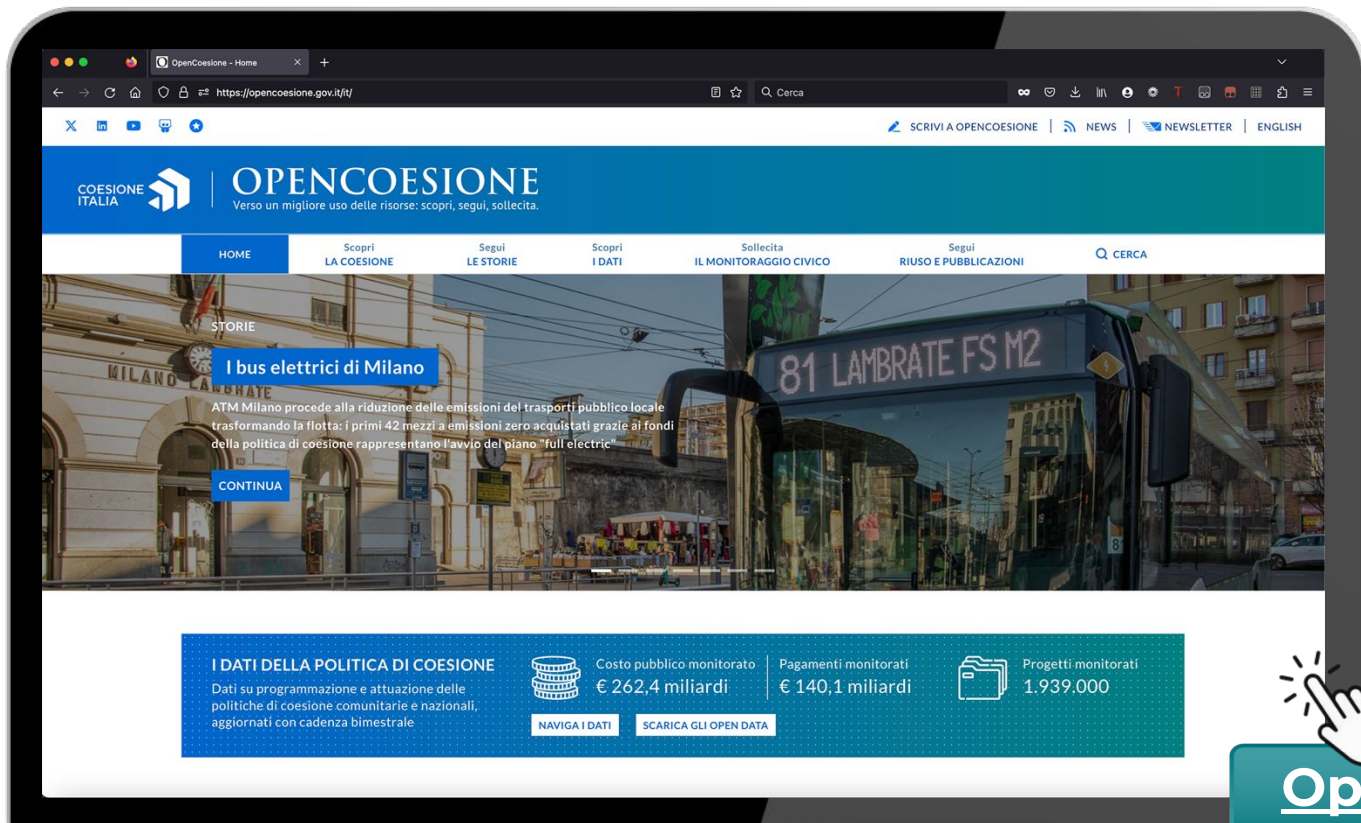 OpenCoesione - Home
https://opencoesione.gov.it/it/
Cerca
SCRIVI A OPENCOESIONE
NEWS
NEWSLETTER
ENGLISH
COESIONE
ITALIA
OPENCOESIONE
Verso un migliore uso delle risorse: scopri, segui, sollecita.
HOME
Scopri
LA COESIONE
Segui
LE STORIE
Scopri
I DATI
Sollecita
IL MONITORAGGIO CIVICO
Segui
RIUSO E PUBBLICAZIONI
CERCA
STORIE
I bus elettrici di Milano
MILANO LAMBRATE
81 LAMBRATE FS M2
ATM Milano procede alla riduzione delle emissioni del trasporti pubblico locale
trasformando la flotta: i primi 42 mezzi a emissioni zero acquistati grazie ai fondi
della politica di coesione rappresentano l'avvio del piano "full electric"
CONTINUA
I DATI DELLA POLITICA DI COESIONE
Dati su programmazione e attuazione delle
politiche di coesione comunitarie e nazionali,
aggiornati con cadenza bimestrale
Costo pubblico monitorato
€ 262,4 miliardi
Pagamenti monitorati
€ 140,1 miliardi
Progetti monitorati
1.939.000
NAVIGA I DATI
SCARICA GLI OPEN DATA
Op